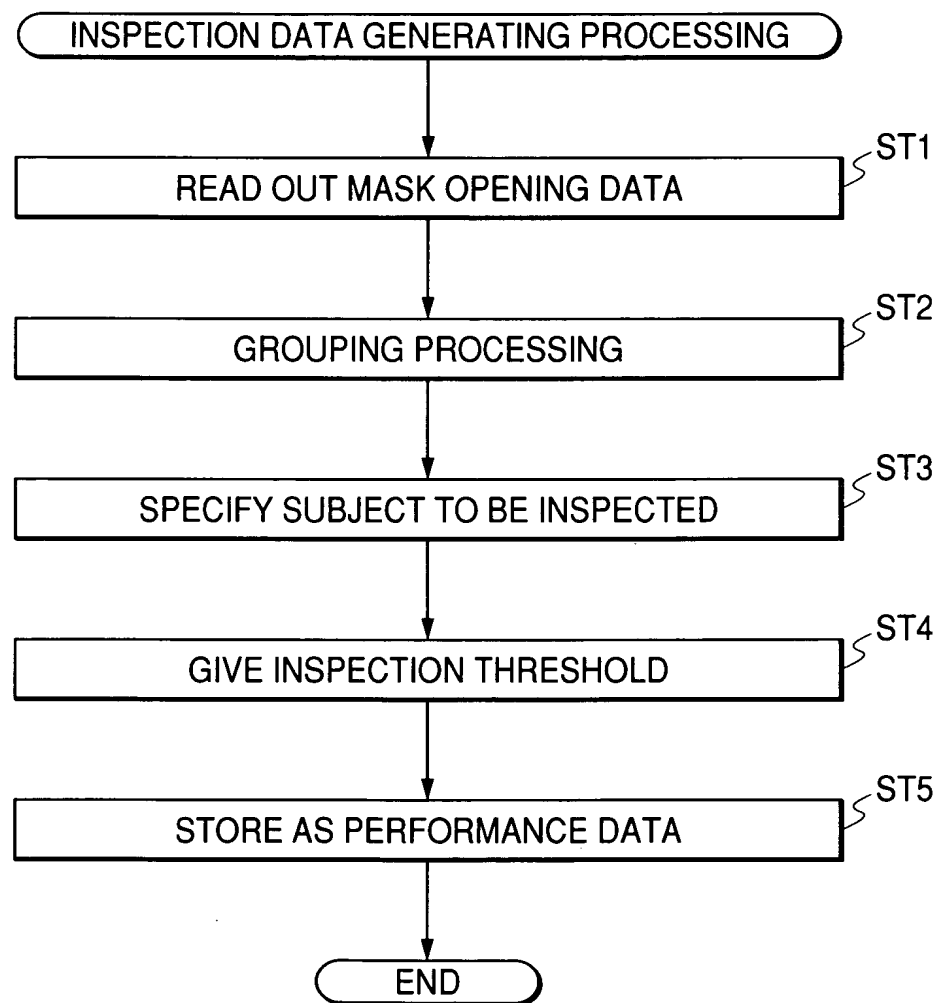 INSPECTION DATA GENERATING PROCESSING
ST1
READ OUT MASK OPENING DATA
ST2
GROUPING PROCESSING
ST3
SPECIFY SUBJECT TO BE INSPECTED
ST4
GIVE INSPECTION THRESHOLD
ST5
STORE AS PERFORMANCE DATA
END